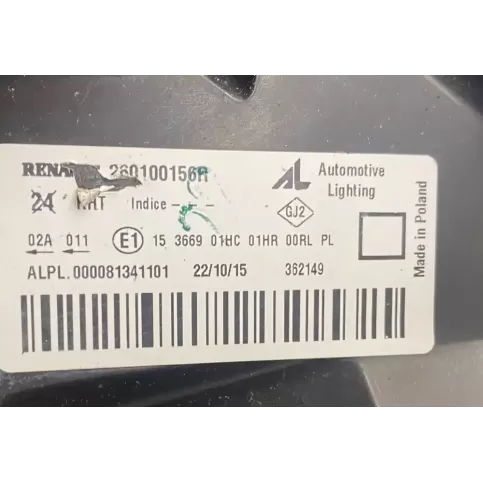 260100156R
AL Automotive Lighting
24 Indice - - -
GJ2
02A 011 E1 15 3669 01HC 01HR 00RL PL
ALPL.000081341101 22/10/15 362149
Made in Poland